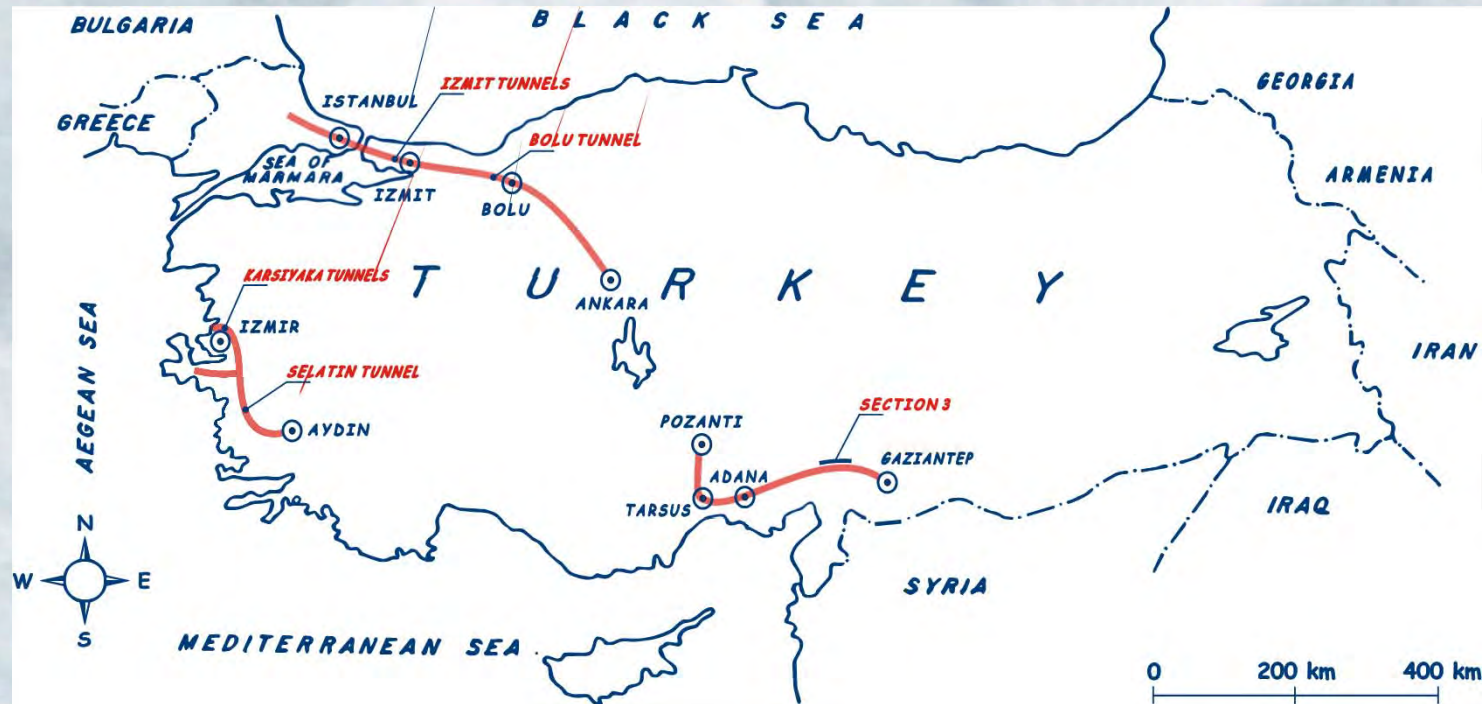 BLACK SEA
BULGARIA
GEORGIA
IZMIT TUNNELS
ISTANBUL
GREECE
BOLU TUNNEL
SEA OF
MARMARA
ARMENIA
IZMIT
BOLU
KARSIYAKA TUNNELS
TURKEY
ANKARA
IZMIR
AEGEAN SEA
IRAN
SELATIN TUNNEL
SECTION 3
POZANTI
AYDIN
GAZIANTEP
ADANA
TARSUS
IRAQ
N
W E
S
SYRIA
MEDITERRANEAN SEA
0 200 km 400 km